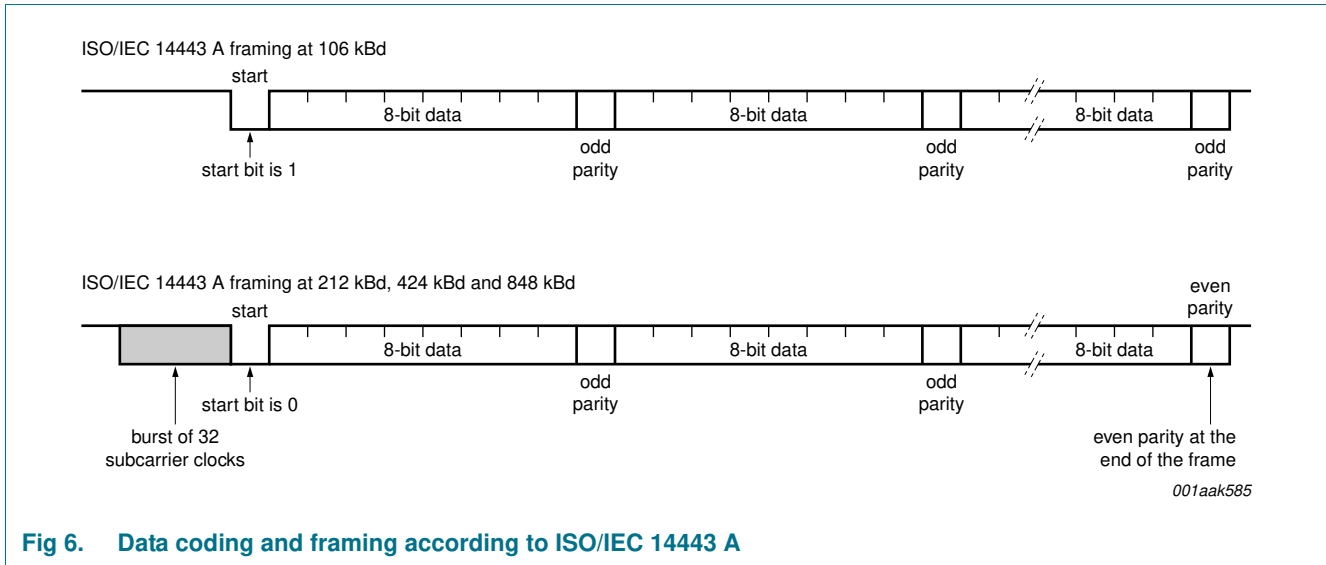 ISO/IEC 14443 A framing at 106 kBd
start
8-bit data
8-bit data
8-bit data
start bit is 1
odd
parity
odd
parity
odd
parity
ISO/IEC 14443 A framing at 212 kBd, 424 kBd and 848 kBd
even
parity
start
8-bit data
8-bit data
8-bit data
start bit is 0
odd
parity
odd
parity
burst of 32
subcarrier clocks
even parity at the
end of the frame
001aak585
Fig 6. Data coding and framing according to ISO/IEC 14443 A